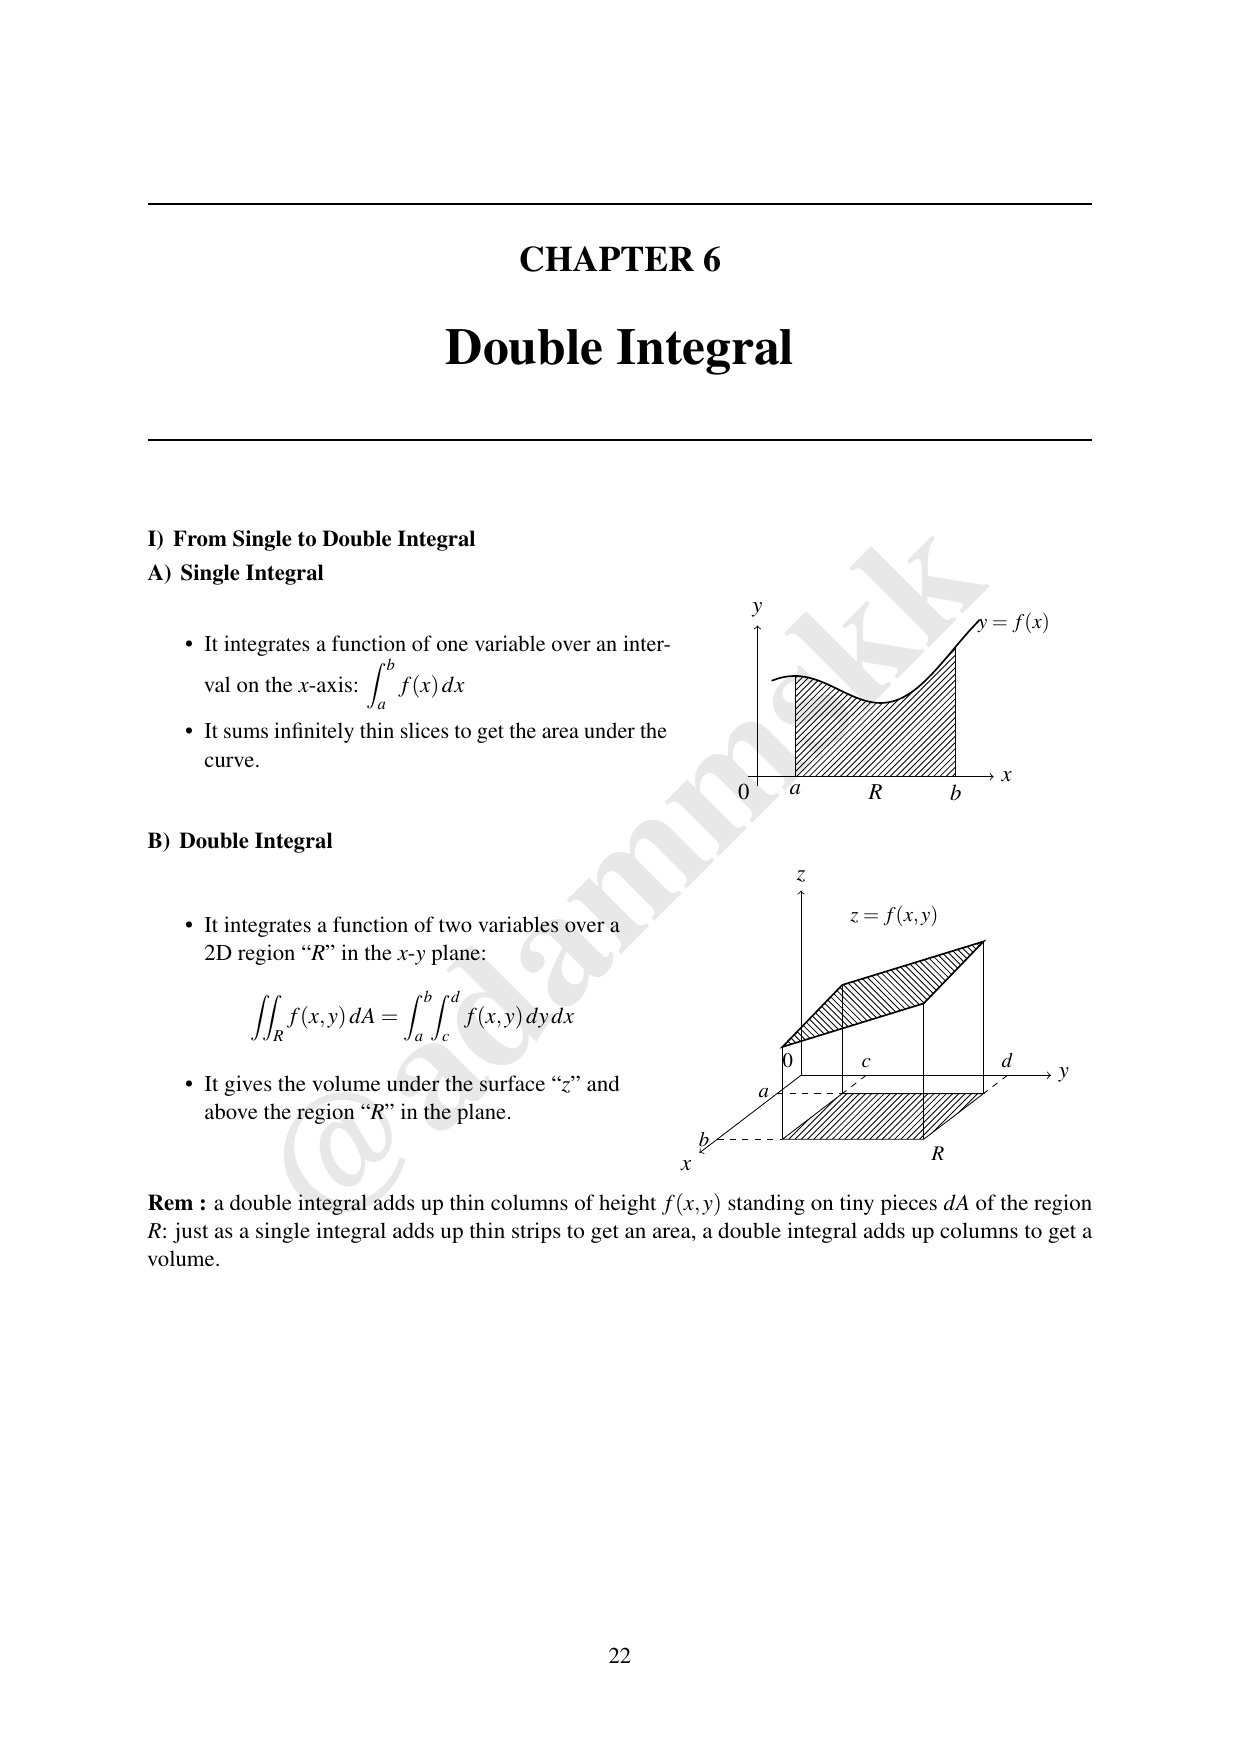 CHAPTER 6
Double Integral
I) From Single to Double Integral
A) Single Integral
• It integrates a function of one variable over an inter-
val on the x-axis: ∫_a^b f(x) dx
• It sums infinitely thin slices to get the area under the
curve.
y
y = f(x)
x
0 a R b
B) Double Integral
• It integrates a function of two variables over a
2D region “R” in the x-y plane:
∬_R f(x,y) dA = ∫_a^b ∫_c^d f(x,y) dy dx
• It gives the volume under the surface “z” and
above the region “R” in the plane.
z
z = f(x,y)
0 c d y
a
b
x
R
Rem : a double integral adds up thin columns of height f(x,y) standing on tiny pieces dA of the region
R: just as a single integral adds up thin strips to get an area, a double integral adds up columns to get a
volume.
22
@adammskk